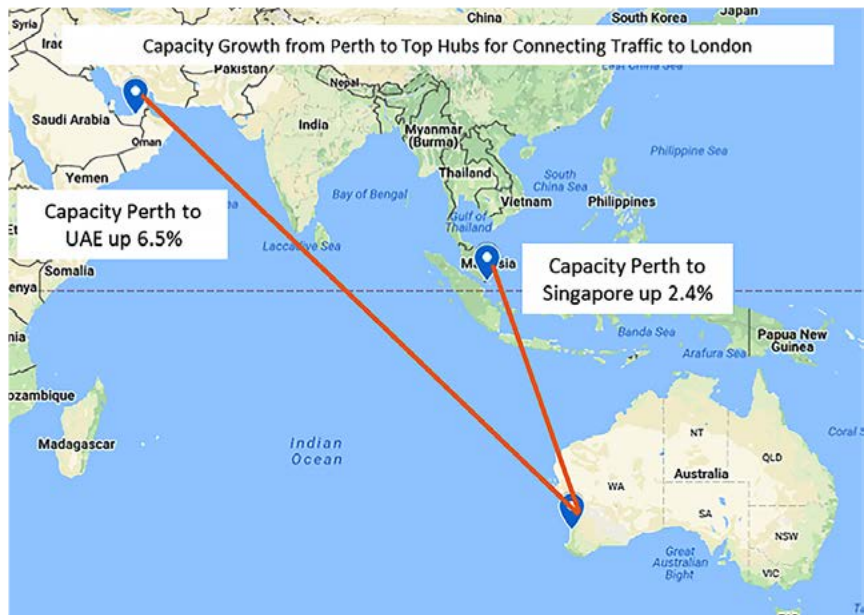 China
South Korea
Japan
Syria
Capacity Growth from Perth to Top Hubs for Connecting Traffic to London
East China Sea
Pakistan
Nepal
Saudi Arabia
India
Myanmar
(Burma)
Oman
Philippine Sea
Thailand
South
China Sea
Yemen
Bay of Bengal
Vietnam
Philippines
Gulf of
Thailand
Capacity Perth to
UAE up 6.5%
Laccadive Sea
Capacity Perth to
Singapore up 2.4%
Somalia
enya
Banda Sea
Papua New
Guinea
Arafura Sea
ozambique
Madagascar
Indian
Ocean
Coral S
NT
QLD
Australia
WA
SA
NSW
Great
Australian
Bight
VIC